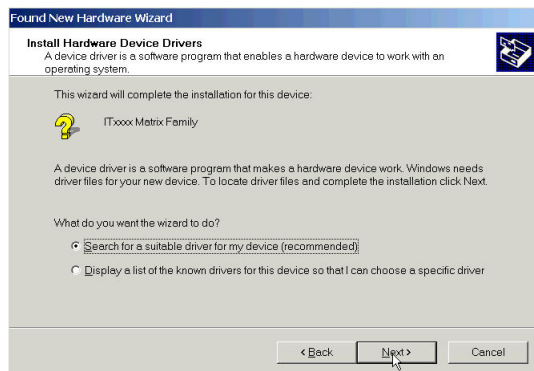 Found New Hardware Wizard
Install Hardware Device Drivers
A device driver is a software program that enables a hardware device to work with an
operating system.
This wizard will complete the installation for this device:
ITxxxx Matrix Family
A device driver is a software program that makes a hardware device work. Windows needs
driver files for your new device. To locate driver files and complete the installation click Next.
What do you want the wizard to do?
Search for a suitable driver for my device (recommended)
Display a list of the known drivers for this device so that I can choose a specific driver
< Back
Next >
Cancel